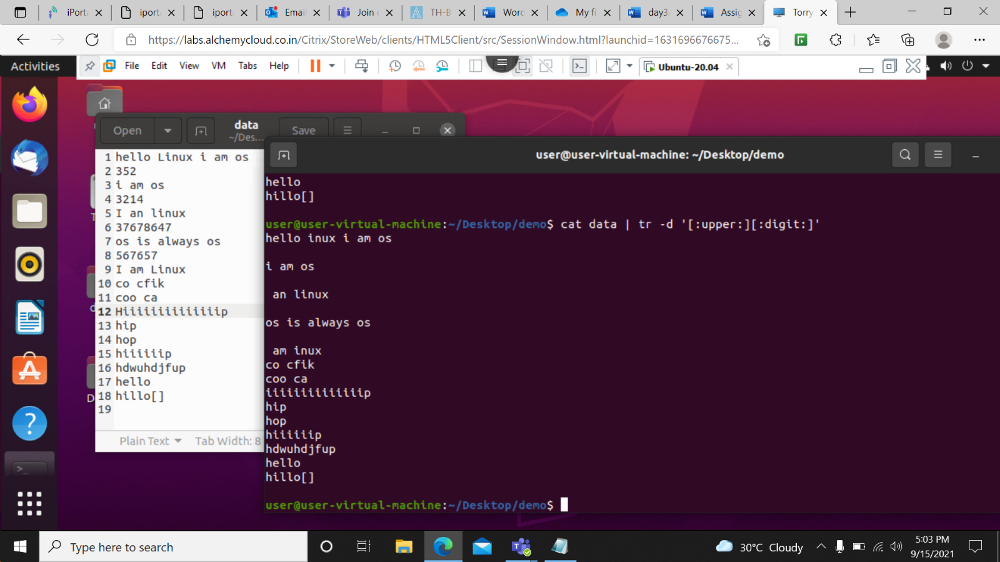 iPort
iport
iport
Email
Join
TH-B
Word
My fi
day3
Assig
Torry
https://labs.alchemycloud.co.in/Citrix/StoreWeb/clients/HTML5Client/src/SessionWindow.html?launchid=1631696676675...
Activities
File Edit View VM Tabs Help
Ubuntu-20.04
Open
data
~/Des...
Save
1 hello Linux i am os
2 352
3 i am os
4 3214
5 I an linux
6 37678647
7 os is always os
8 567657
9 I am Linux
10 co cfik
11 coo ca
12 Hiiiiiiiiiiiiiip
13 hip
14 hop
15 hiiiiiip
16 hdwuhdjfup
17 hello
18 hillo[]
19
Plain Text
Tab Width: 8
user@user-virtual-machine: ~/Desktop/demo
hello
hillo[]
user@user-virtual-machine:~/Desktop/demo$ cat data | tr -d '[:upper:][:digit:]'
hello inux i am os
i am os
an linux
os is always os
am inux
co cfik
coo ca
iiiiiiiiiiiiiip
hip
hop
hiiiiiip
hdwuhdjfup
hello
hillo[]
user@user-virtual-machine:~/Desktop/demo$
Type here to search
30°C Cloudy
5:03 PM
9/15/2021